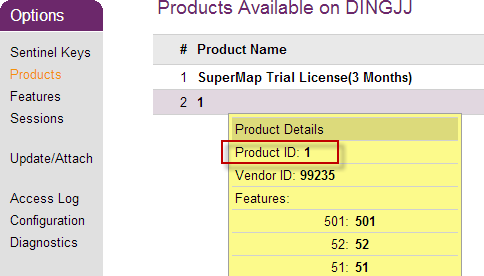 Options
Sentinel Keys
Products
Features
Sessions
Update/Attach
Access Log
Configuration
Diagnostics
Products Available on DINGJJ
# Product Name
1 SuperMap Trial License(3 Months)
2 1
Product Details
Product ID: 1
Vendor ID: 99235
Features:
501: 501
52: 52
51: 51